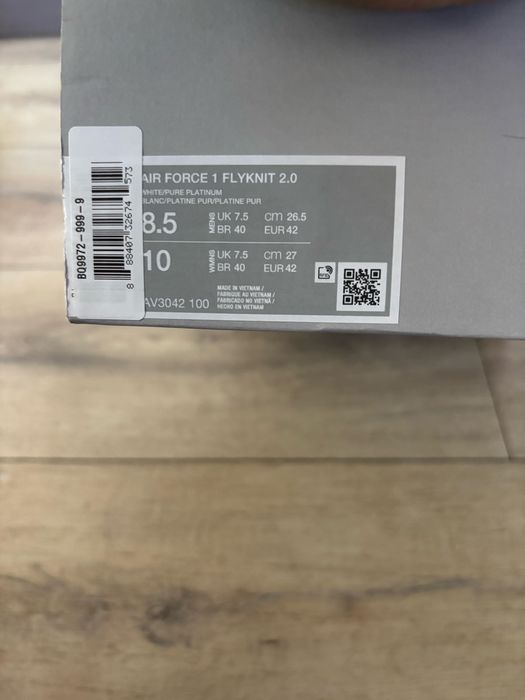 AIR FORCE 1 FLYKNIT 2.0
WHITE/PURE PLATINUM
BLANC/PLATINE PUR/PLATINE PUR
8.5 MENS UK 7.5 cm 26.5
BR 40 EUR 42
10 WMNS UK 7.5 cm 27
BR 40 EUR 42
MADE IN VIETNAM /
FABRIQUE AU VIETNAM /
FABRICADO NO VIETNÃ /
HECHO EN VIETNAM
AV3042 100
BQ9972-999-9
8 88407 32674 573